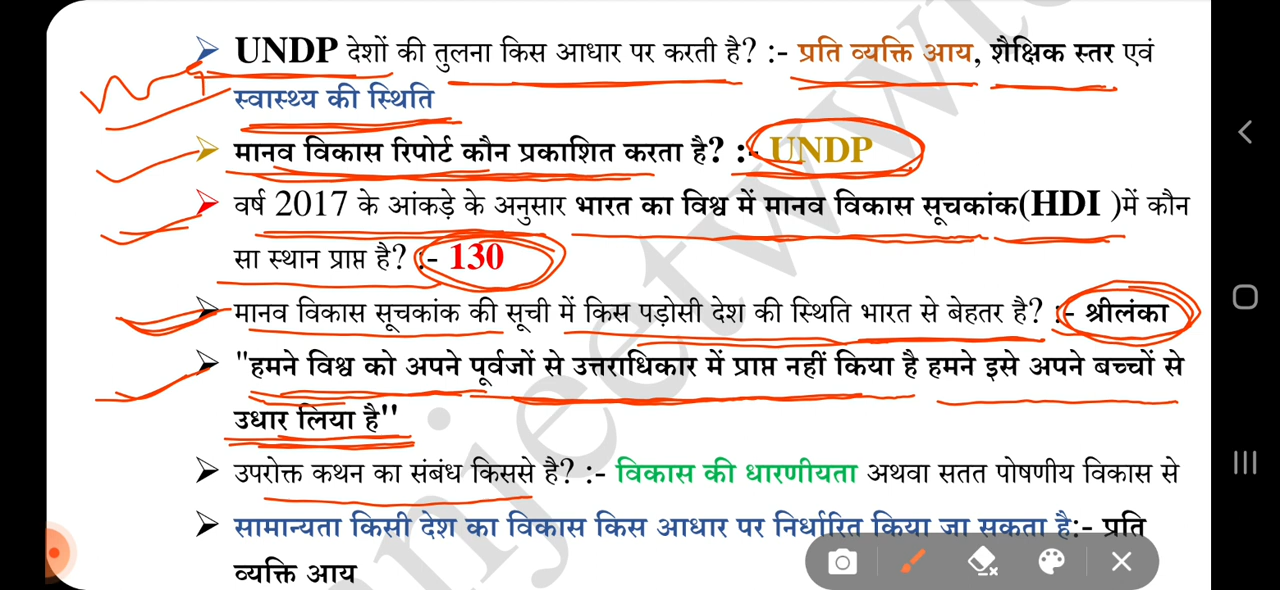 ➢ UNDP देशों की तुलना किस आधार पर करती है? :- प्रति व्यक्ति आय, शैक्षिक स्तर एवं
स्वास्थ्य की स्थिति
➢ मानव विकास रिपोर्ट कौन प्रकाशित करता है? :- UNDP
➢ वर्ष 2017 के आंकड़े के अनुसार भारत का विश्व में मानव विकास सूचकांक(HDI )में कौन
सा स्थान प्राप्त है? :- 130
➢ मानव विकास सूचकांक की सूची में किस पड़ोसी देश की स्थिति भारत से बेहतर है? :- श्रीलंका
➢ "हमने विश्व को अपने पूर्वजों से उत्तराधिकार में प्राप्त नहीं किया है हमने इसे अपने बच्चों से
उधार लिया है"
➢ उपरोक्त कथन का संबंध किससे है? :- विकास की धारणीयता अथवा सतत पोषणीय विकास से
➢ सामान्यता किसी देश का विकास किस आधार पर निर्धारित किया जा सकता है:- प्रति
व्यक्ति आय